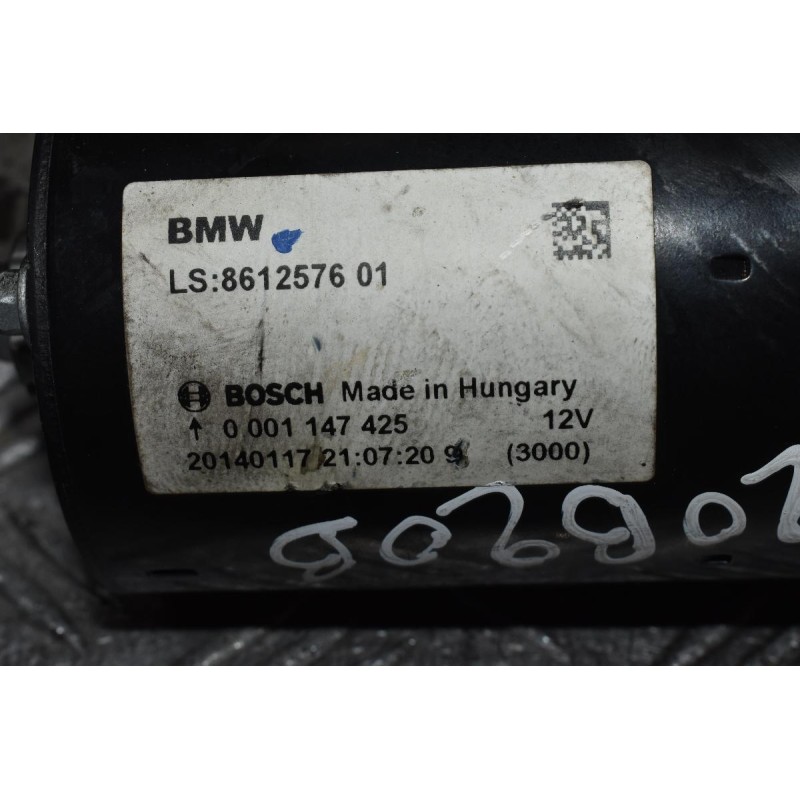 BMW
LS:8612576 01
BOSCH Made in Hungary
↑ 0 001 147 425 12V
20140117 21:07:20 9 (3000)